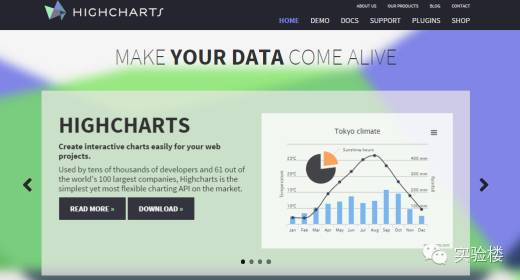 HIGHCHARTS
ABOUT US OUR PRODUCTS BLOG CONTACT
HOME DEMO DOCS SUPPORT PLUGINS SHOP
MAKE YOUR DATA COME ALIVE
HIGHCHARTS
Create interactive charts easily for your web
projects.
Used by tens of thousands of developers and 61 out of
the world's 100 largest companies, Highcharts is the
simplest yet most flexible charting API on the market.
READ MORE »
DOWNLOAD »
Tokyo climate
Sunshine hours
Temperature
Rainfall
Jan Feb Mar Apr May Jun Jul Aug Sep Oct Nov Dec
实验楼